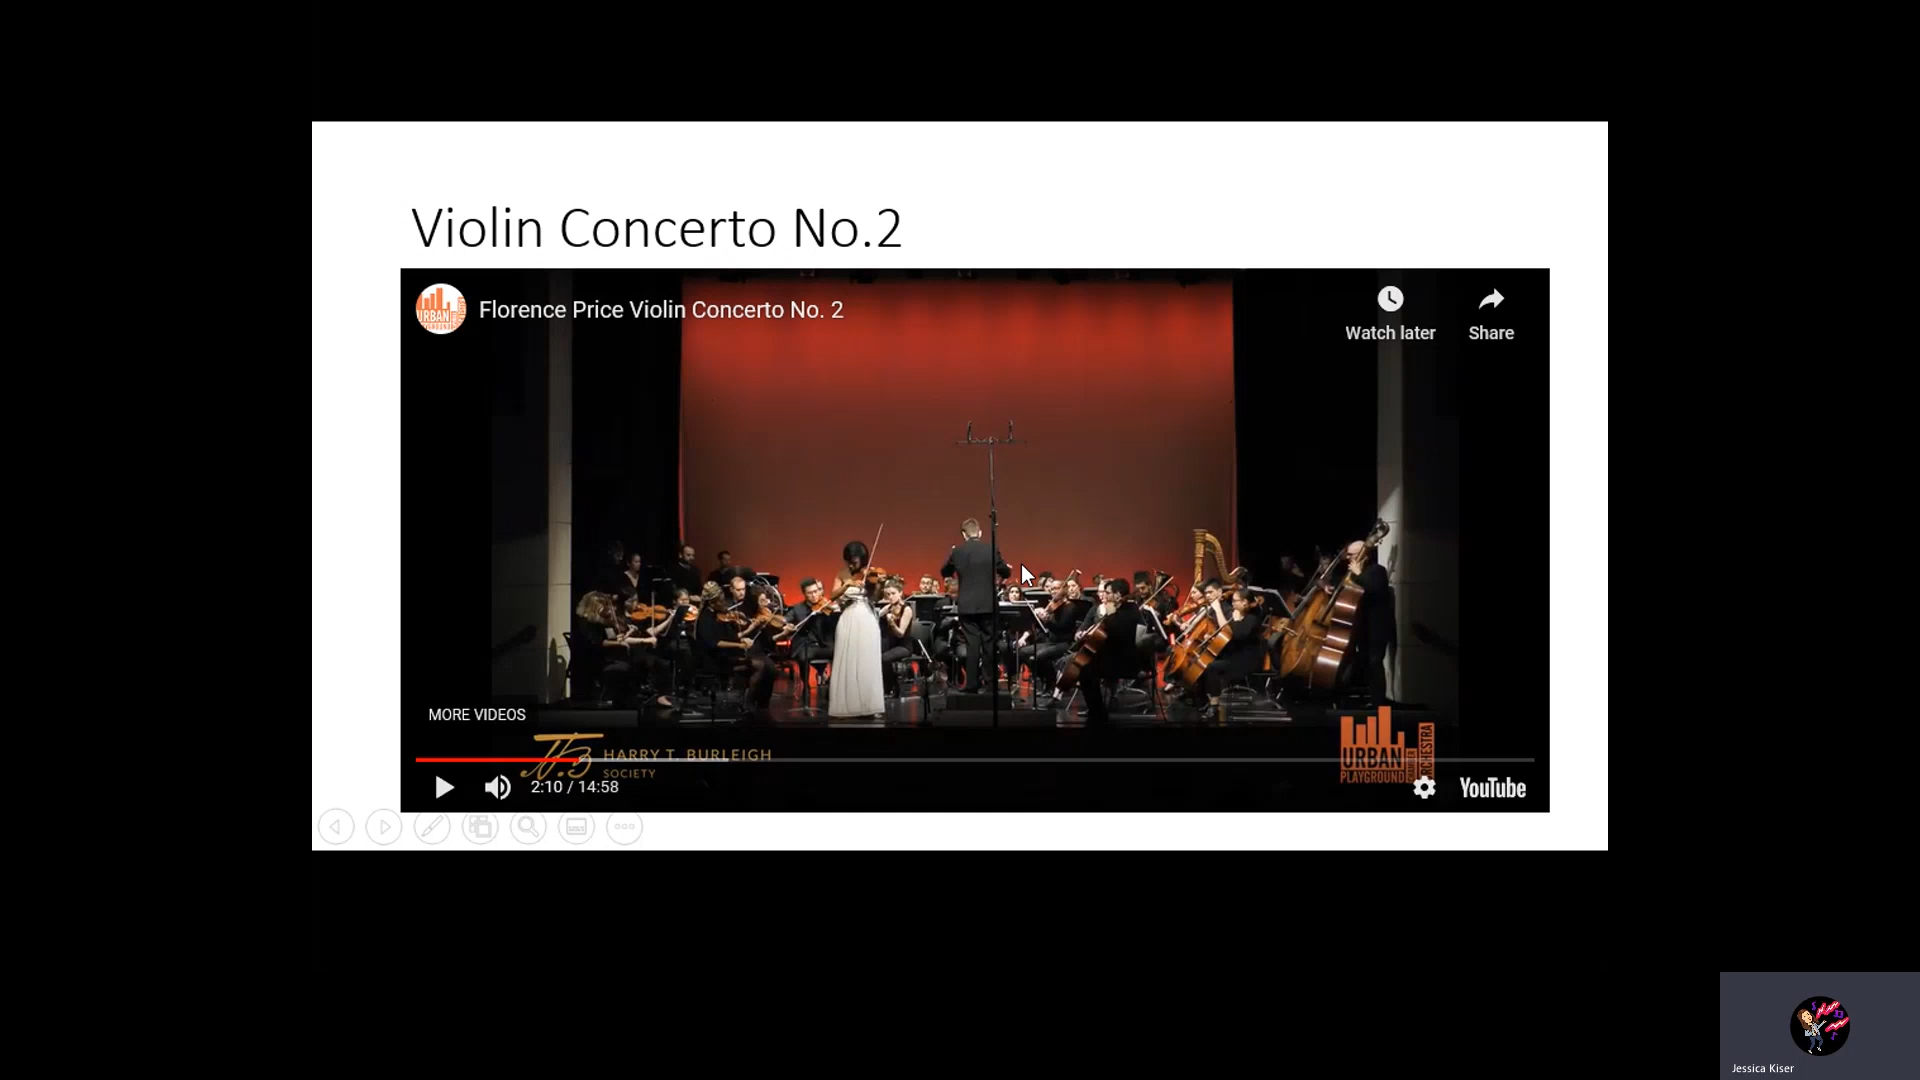 Violin Concerto No.2
URBAN
Florence Price Violin Concerto No. 2
Watch later
Share
MORE VIDEOS
HARRY T. BURLEIGH
SOCIETY
URBAN
PLAYGROUND
ORCHESTRA
2:10 / 14:58
YouTube
Jessica Kiser